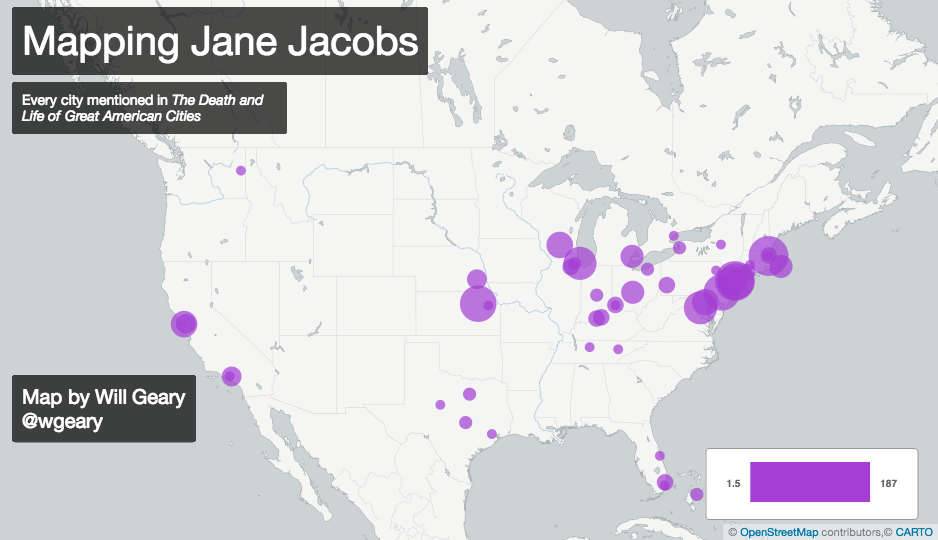 Mapping Jane Jacobs
Every city mentioned in The Death and
Life of Great American Cities
Map by Will Geary
@wgeary
1.5
187
© OpenStreetMap contributors,© CARTO